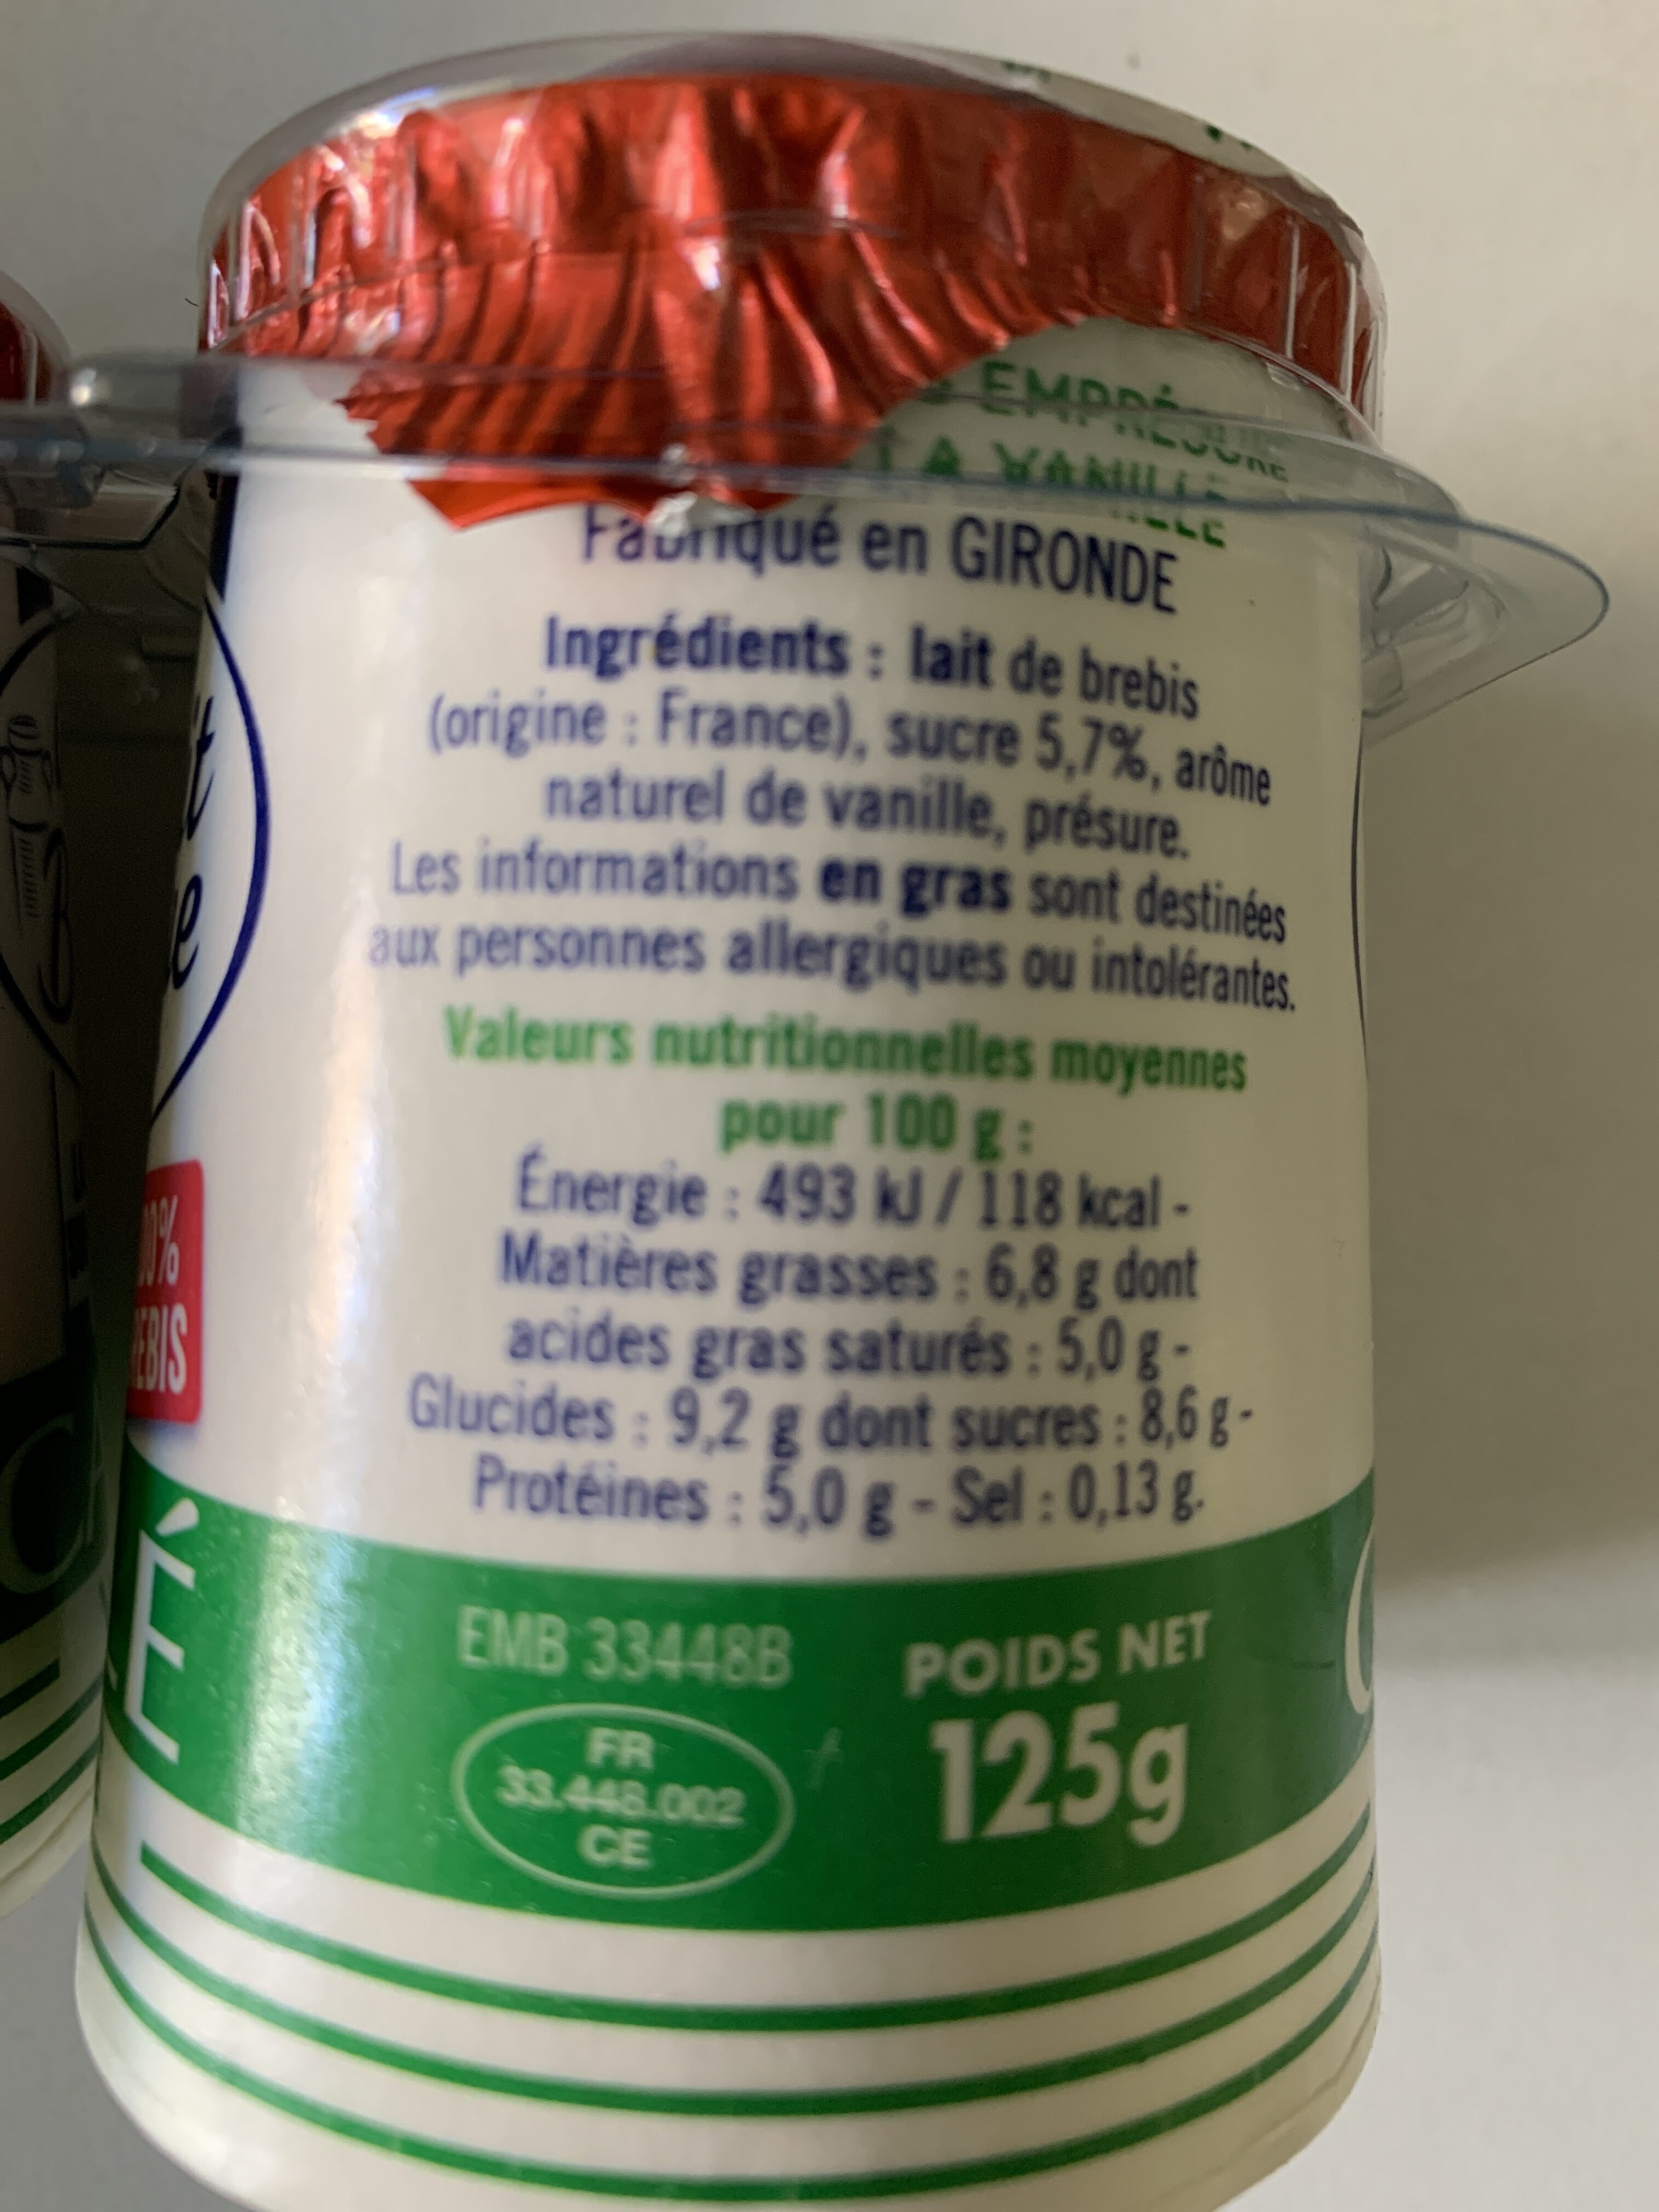 EMPRÉSURÉ
LA VANILLE
Fabriqué en GIRONDE
Ingrédients : lait de brebis
(origine : France), sucre 5,7%, arôme
naturel de vanille, présure.
Les informations en gras sont destinées
aux personnes allergiques ou intolérantes.
Valeurs nutritionnelles moyennes
pour 100 g :
Énergie : 493 kJ / 118 kcal -
Matières grasses : 6,8 g dont
acides gras saturés : 5,0 g -
Glucides : 9,2 g dont sucres : 8,6 g -
Protéines : 5,0 g - Sel : 0,13 g.
EMB 33448B
FR
33.448.002
CE
POIDS NET
125g